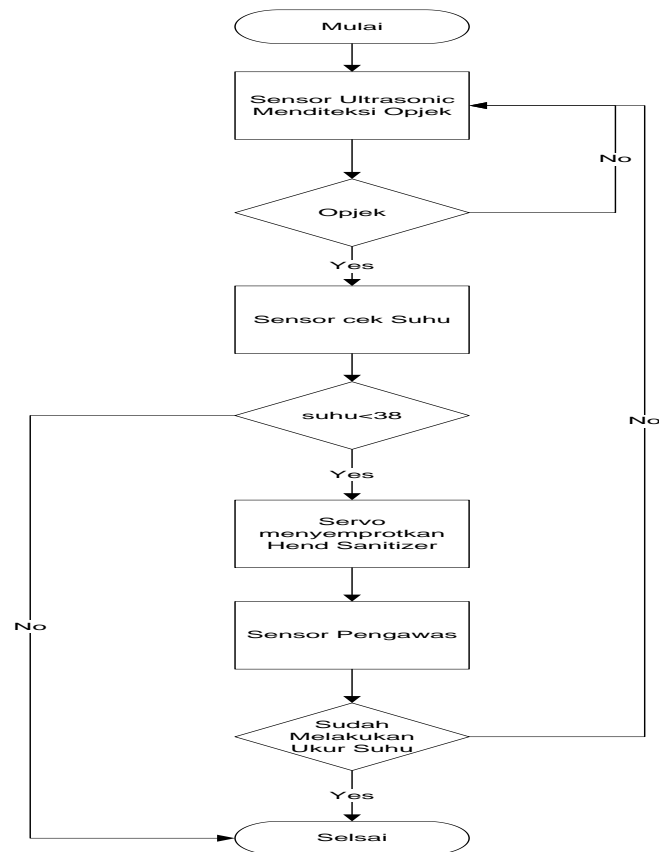 Mulai
Sensor Ultrasonic
Menditeksi Opjek
No
Opjek
Yes
Sensor cek Suhu
suhu<38
No
Yes
Servo
menyemprotkan
Hend Sanitizer
No
Sensor Pengawas
Sudah
Melakukan
Ukur Suhu
Yes
Selsai